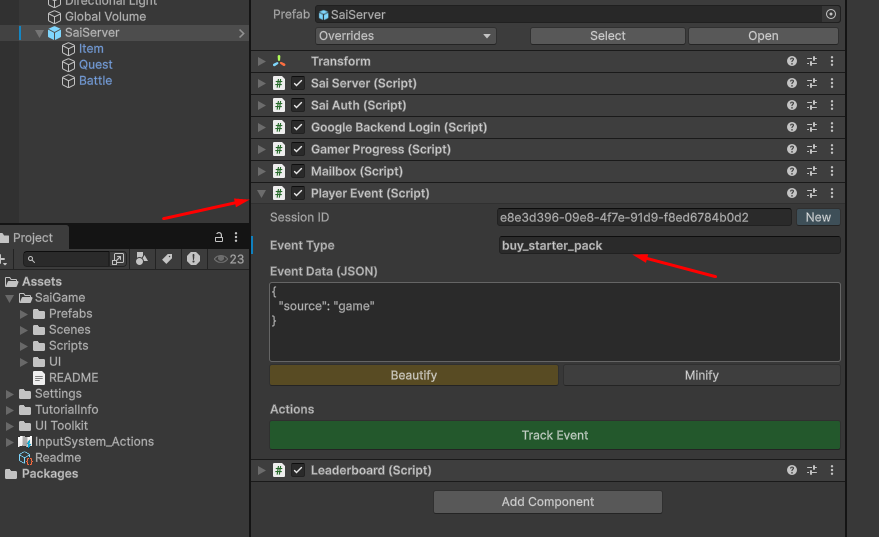 Directional Light
Global Volume
SaiServer
Item
Quest
Battle
Project
23
Assets
SaiGame
Prefabs
Scenes
Scripts
UI
README
Settings
TutorialInfo
UI Toolkit
InputSystem_Actions
Readme
Packages
Prefab SaiServer
Overrides Select Open
Transform
# Sai Server (Script)
# Sai Auth (Script)
# Google Backend Login (Script)
# Gamer Progress (Script)
# Mailbox (Script)
# Player Event (Script)
Session ID e8e3d396-09e8-4f7e-91d9-f8ed6784b0d2 New
Event Type buy_starter_pack
Event Data (JSON)
{
"source": "game"
}
Beautify Minify
Actions
Track Event
# Leaderboard (Script)
Add Component